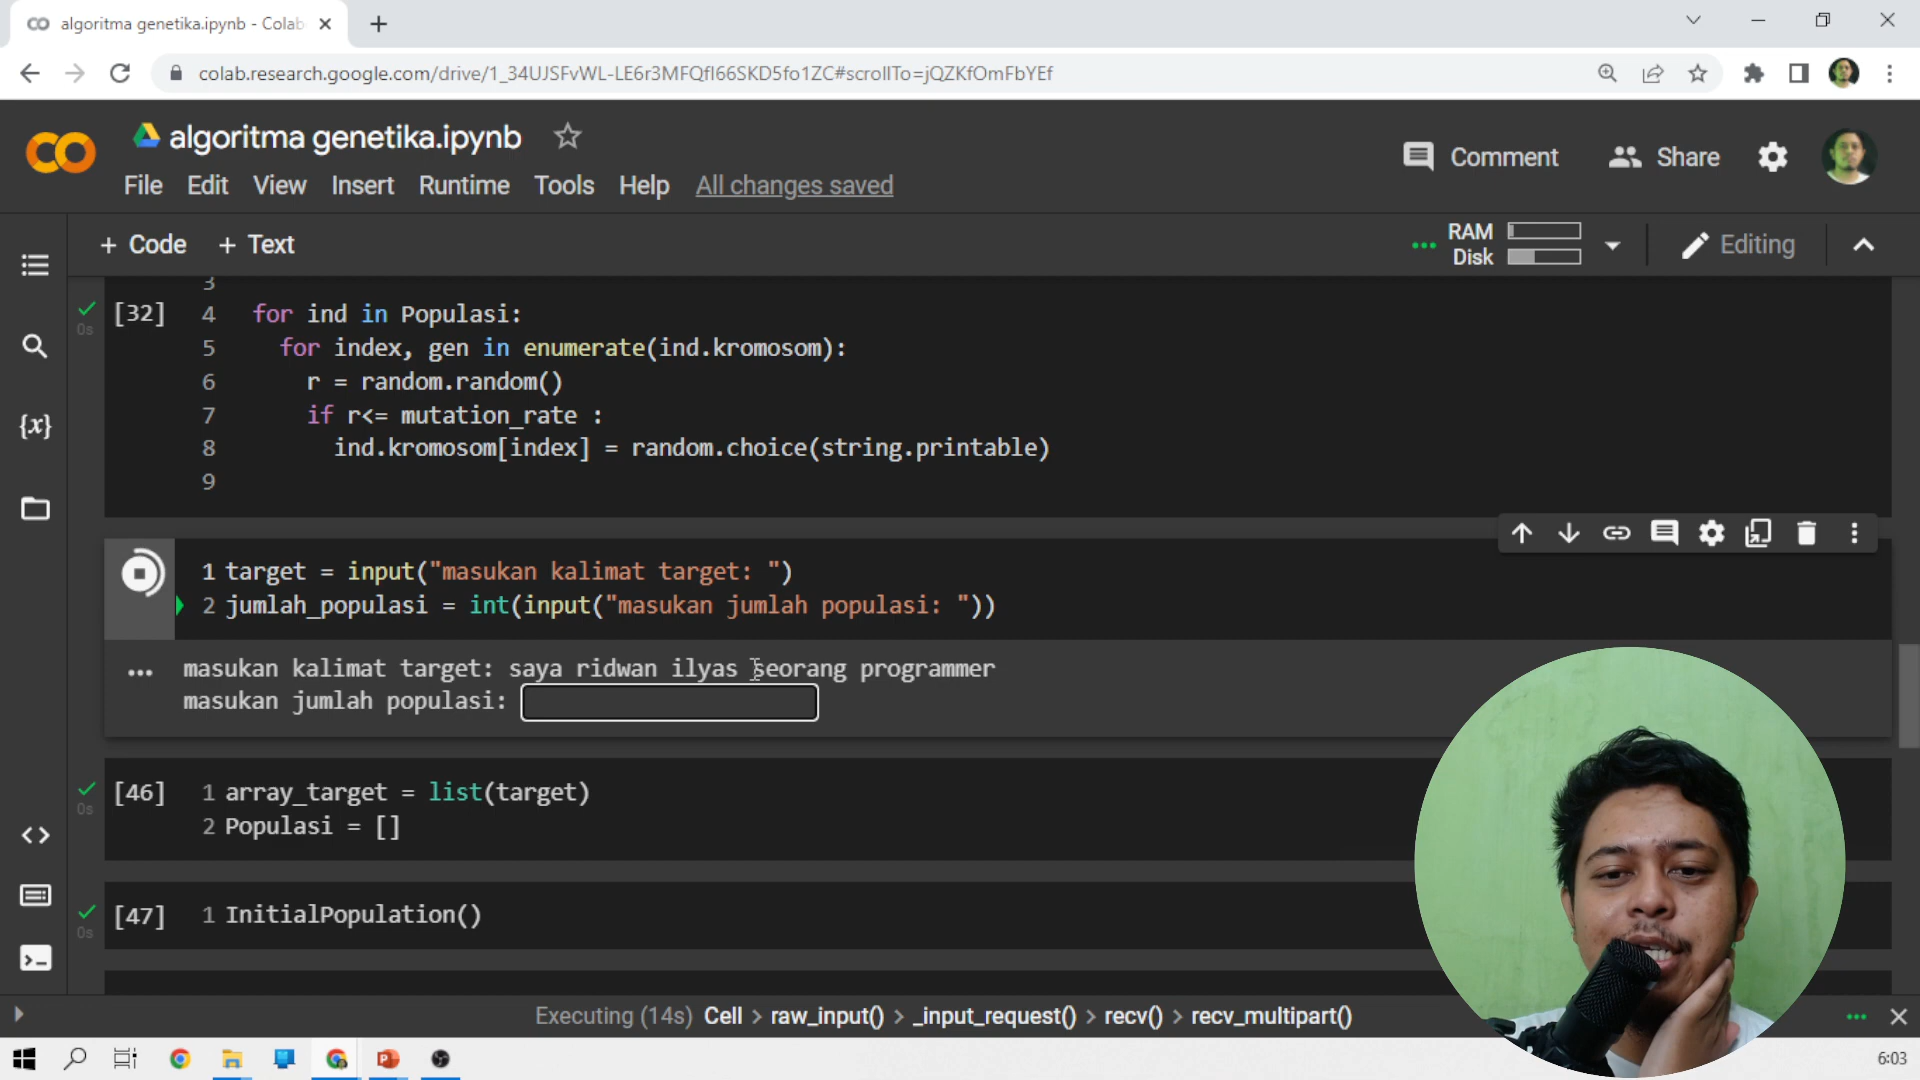 algoritma genetika.ipynb - Colab
colab.research.google.com/drive/1_34UJSFvWL-LE6r3MFQfI66SKD5fo1ZC#scrollTo=jQZKfOmFbYEf
algoritma genetika.ipynb
Comment
Share
File Edit View Insert Runtime Tools Help All changes saved
+ Code + Text
RAM
Disk
Editing
3
[32] 4 for ind in Populasi:
0s
5 for index, gen in enumerate(ind.kromosom):
6 r = random.random()
7 if r<= mutation_rate :
8 ind.kromosom[index] = random.choice(string.printable)
9
1 target = input("masukan kalimat target: ")
2 jumlah_populasi = int(input("masukan jumlah populasi: "))
masukan kalimat target: saya ridwan ilyas seorang programmer
masukan jumlah populasi:
[46] 1 array_target = list(target)
0s
2 Populasi = []
[47] 1 InitialPopulation()
0s
Executing (14s) Cell > raw_input() > _input_request() > recv() > recv_multipart()
6:03